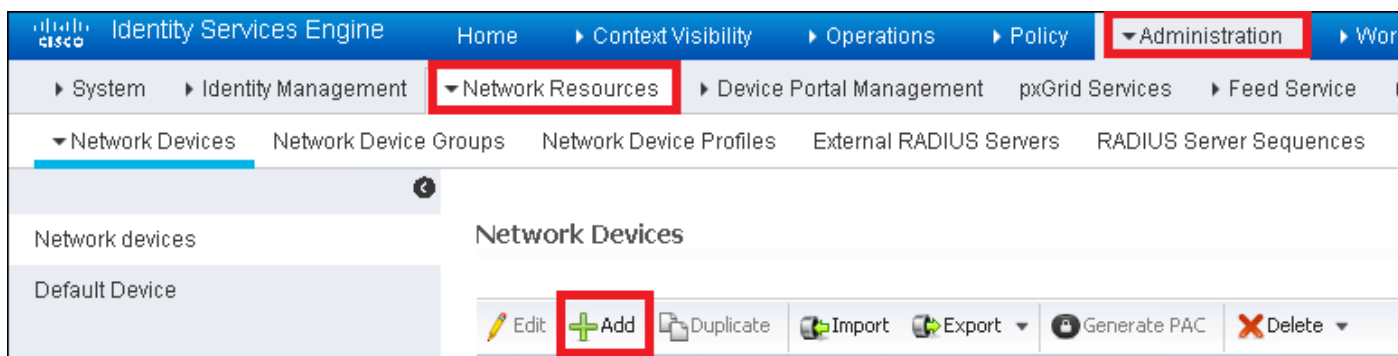 cisco Identity Services Engine Home Context Visibility Operations Policy Administration Wor
System Identity Management Network Resources Device Portal Management pxGrid Services Feed Service
Network Devices Network Device Groups Network Device Profiles External RADIUS Servers RADIUS Server Sequences
Network devices
Default Device
Network Devices
Edit Add Duplicate Import Export Generate PAC Delete